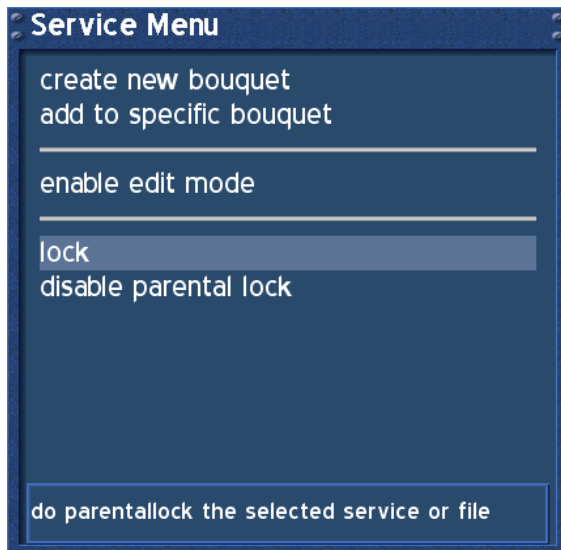 Service Menu
create new bouquet
add to specific bouquet
enable edit mode
lock
disable parental lock
do parentallock the selected service or file